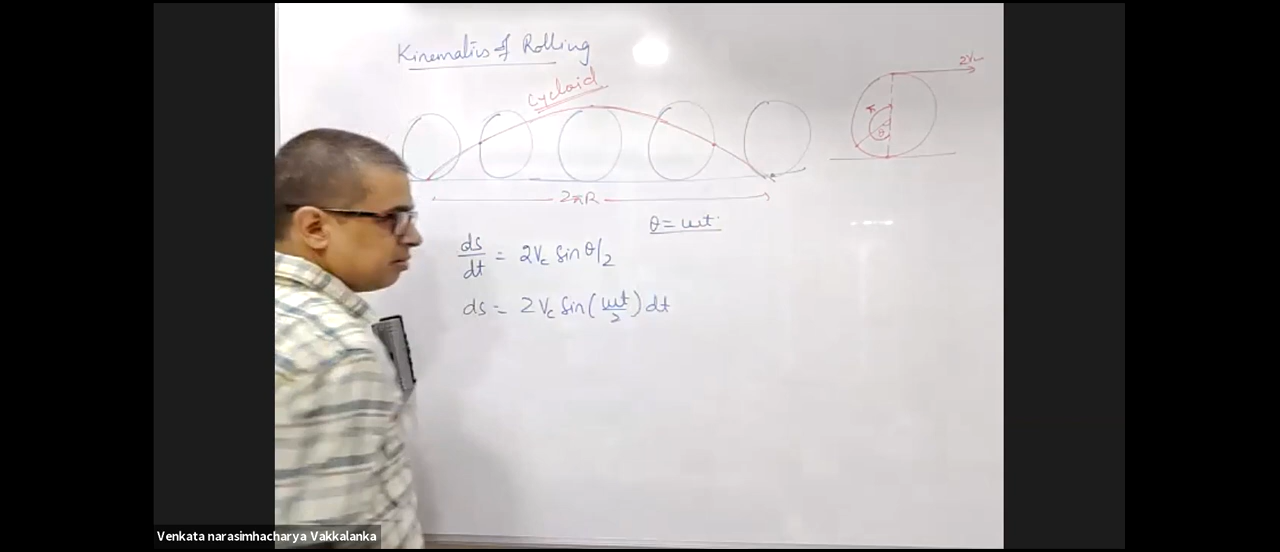 Kinematics of Rolling
cycloid
2Vc
π
θ
2πR
θ = ωt
ds/dt = 2Vc Sin θ/2
ds = 2Vc Sin(ωt/2) dt
Venkata narasimhacharya Vakkalanka